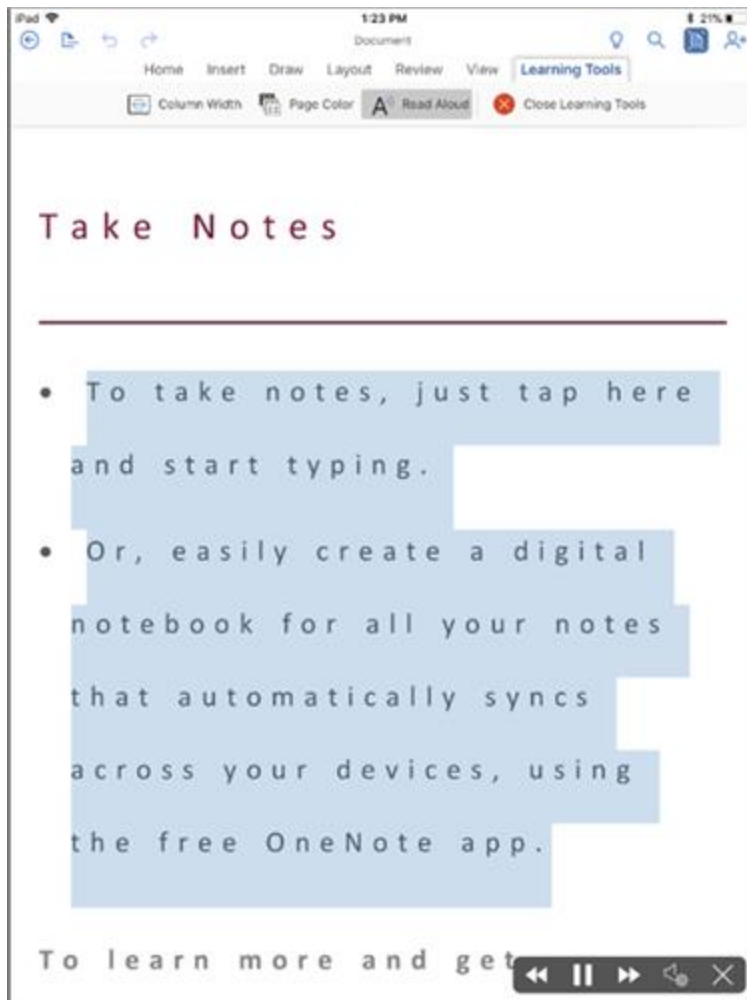 iPad 1:23 PM 21%
Document
Home Insert Draw Layout Review View Learning Tools
Column Width Page Color A Read Aloud Close Learning Tools
Take Notes
• To take notes, just tap here
and start typing.
• Or, easily create a digital
notebook for all your notes
that automatically syncs
across your devices, using
the free OneNote app.
To learn more and get